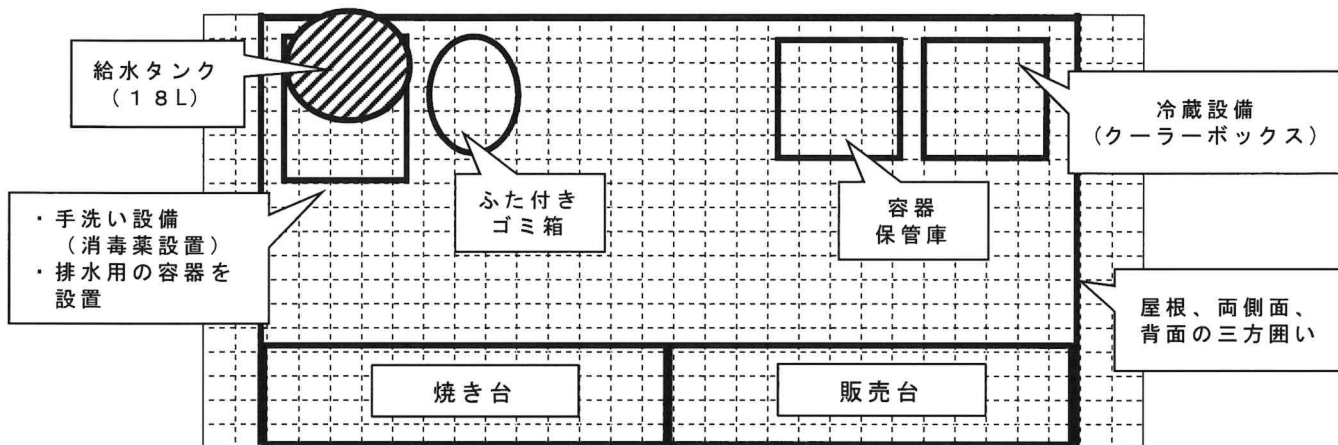 給水タンク
（１８L）
・手洗い設備
（消毒薬設置）
・排水用の容器を
設置
ふた付き
ゴミ箱
容器
保管庫
冷蔵設備
（クーラーボックス）
屋根、両側面、
背面の三方囲い
焼き台
販売台